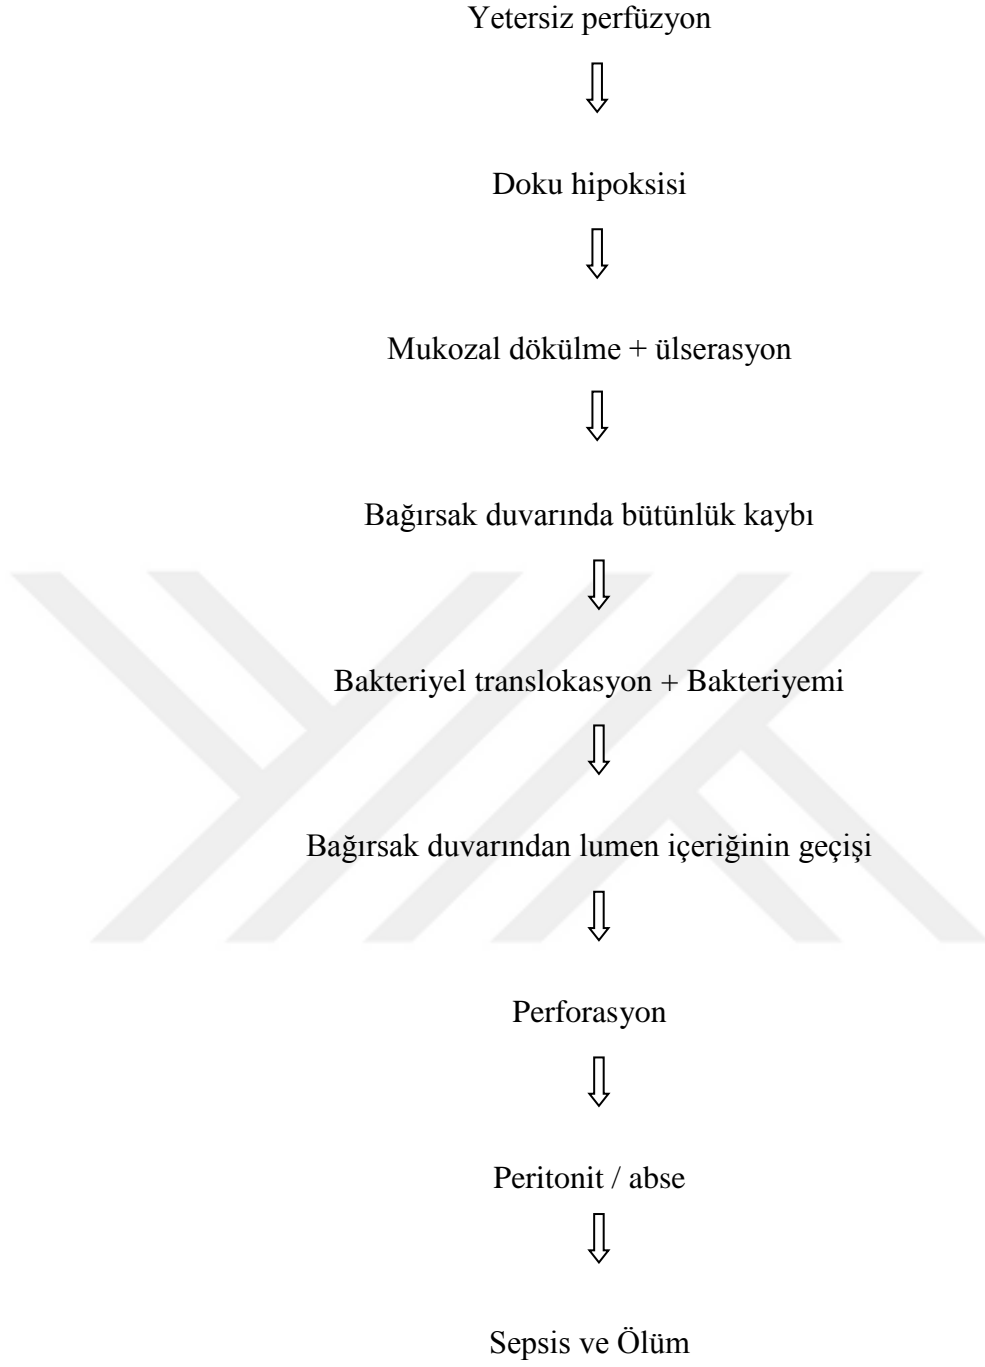 Yetersiz perfüzyon
Doku hipoksisi
Mukozal dökülme + ülserasyon
Bağırsak duvarında bütünlük kaybı
Bakteriyel translokasyon + Bakteriyemi
Bağırsak duvarından lumen içeriğinin geçişi
Perforasyon
Peritonit / abse
Sepsis ve Ölüm